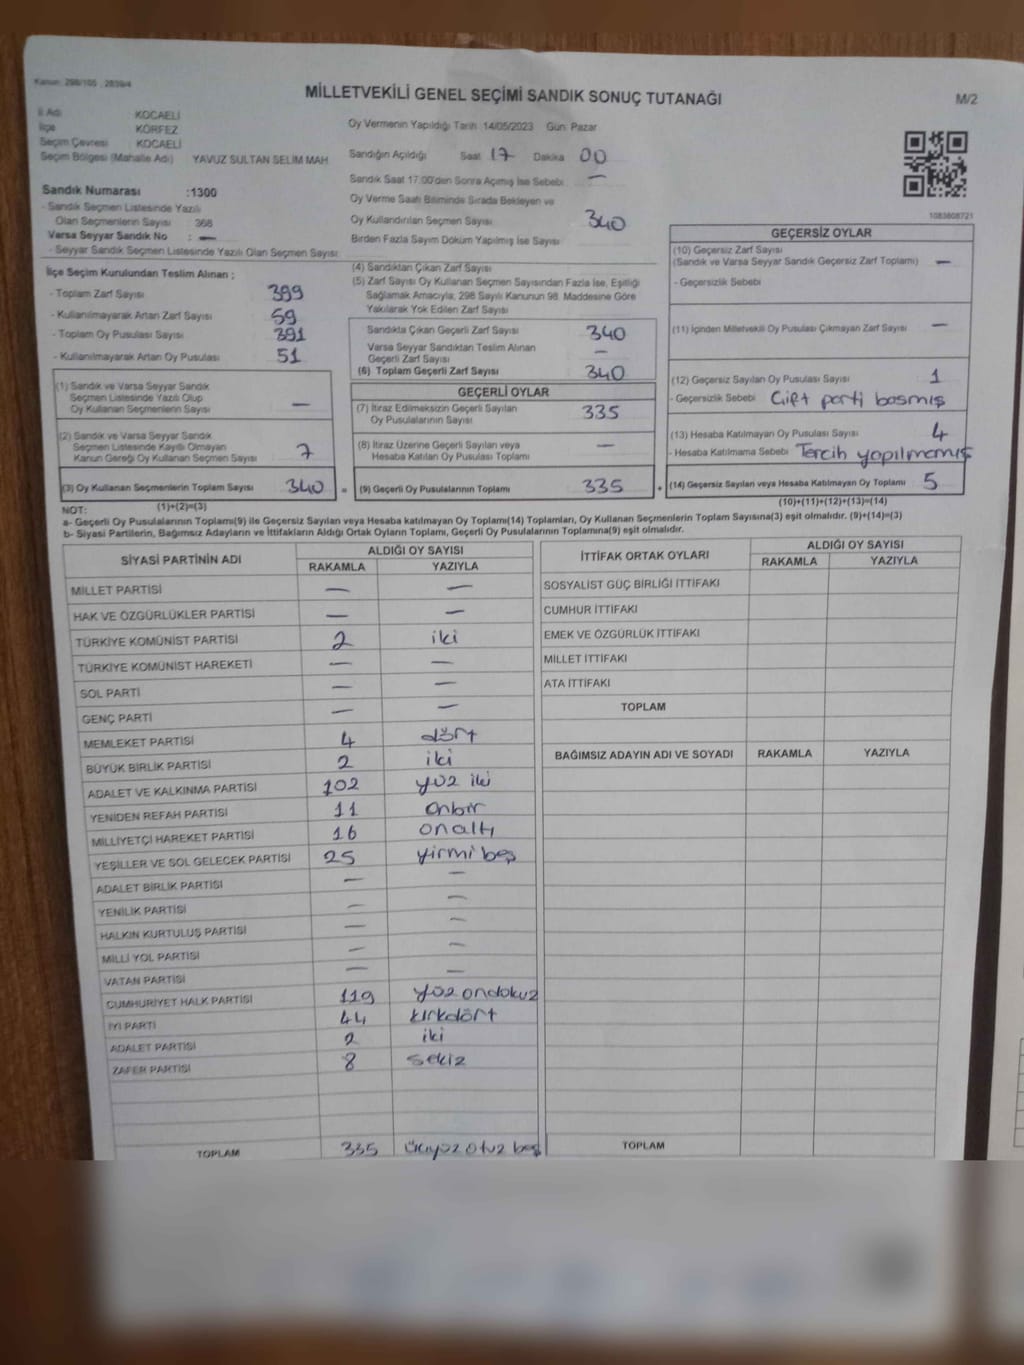 Kanun: 298/105 , 2839/4
MİLLETVEKİLİ GENEL SEÇİMİ SANDIK SONUÇ TUTANAĞI
M/2
İl Adı KOCAELİ
İlçe KÖRFEZ
Seçim Çevresi KOCAELİ
Seçim Bölgesi (Mahalle Adı) YAVUZ SULTAN SELİM MAH
Sandık Numarası :1300
- Sandık Seçmen Listesinde Yazılı
Olan Seçmenlerin Sayısı : 368
Varsa Seyyar Sandık No : —
- Seyyar Sandık Seçmen Listesinde Yazılı Olan Seçmen Sayısı:
Oy Vermenin Yapıldığı Tarih 14/05/2023 Gün: Pazar
Sandığın Açıldığı Saat 17 Dakika 00
Sandık Saat 17.00'den Sonra Açımış İse Sebebi —
Oy Verme Saati Bitiminde Sırada Bekleyen ve
Oy Kullandırılan Seçmen Sayısı 340
Birden Fazla Sayım Döküm Yapılmış İse Sayısı
1083808721
İlçe Seçim Kurulundan Teslim Alınan ;
- Toplam Zarf Sayısı 399
- Kullanılmayarak Artan Zarf Sayısı 59
- Toplam Oy Pusulası Sayısı 391
- Kullanılmayarak Artan Oy Pusulası 51
(1) Sandık ve Varsa Seyyar Sandık
Seçmen Listesinde Yazılı Olup
Oy Kullanan Seçmenlerin Sayısı —
(2) Sandık ve Varsa Seyyar Sandık
Seçmen Listesinde Kayıtlı Olmayan
Kanun Gereği Oy Kullanan Seçmen Sayısı 7
(3) Oy Kullanan Seçmenlerin Toplam Sayısı 340 =
(1)+(2)=(3)
(4) Sandıktan Çıkan Zarf Sayısı
(5) Zarf Sayısı Oy Kullanan Seçmen Sayısından Fazla İse, Eşitliği
Sağlamak Amacıyla, 298 Sayılı Kanunun 98. Maddesine Göre
Yakılarak Yok Edilen Zarf Sayısı
Sandıkta Çıkan Geçerli Zarf Sayısı 340
Varsa Seyyar Sandıktan Teslim Alınan
Geçerli Zarf Sayısı —
(6) Toplam Geçerli Zarf Sayısı 340
GEÇERLİ OYLAR
(7) İtiraz Edilmeksizin Geçerli Sayılan
Oy Pusulalarının Sayısı 335
(8) İtiraz Üzerine Geçerli Sayılan veya
Hesaba Katılan Oy Pusulası Toplamı —
(9) Geçerli Oy Pusulalarının Toplamı 335 +
GEÇERSİZ OYLAR
(10) Geçersiz Zarf Sayısı
(Sandık ve Varsa Seyyar Sandık Geçersiz Zarf Toplamı) —
- Geçersizlik Sebebi
(11) İçinden Milletvekili Oy Pusulası Çıkmayan Zarf Sayısı —
(12) Geçersiz Sayılan Oy Pusulası Sayısı 1
- Geçersizlik Sebebi Çift parti basmış
(13) Hesaba Katılmayan Oy Pusulası Sayısı 4
- Hesaba Katılmama Sebebi Tercih yapılmamış
(14) Geçersiz Sayılan veya Hesaba Katılmayan Oy Toplamı 5
(10)+(11)+(12)+(13)=(14)
NOT:
a- Geçerli Oy Pusulalarının Toplamı(9) ile Geçersiz Sayılan veya Hesaba katılmayan Oy Toplamı(14) Toplamları, Oy Kullanan Seçmenlerin Toplam Sayısına(3) eşit olmalıdır. (9)+(14)=(3)
b- Siyasi Partilerin, Bağımsız Adayların ve İttifakların Aldığı Ortak Oyların Toplamı, Geçerli Oy Pusulalarının Toplamına(9) eşit olmalıdır.
SİYASİ PARTİNİN ADI ALDIĞI OY SAYISI
RAKAMLA YAZIYLA
MİLLET PARTİSİ — —
HAK VE ÖZGÜRLÜKLER PARTİSİ — —
TÜRKİYE KOMÜNİST PARTİSİ 2 iki
TÜRKİYE KOMÜNİST HAREKETİ — —
SOL PARTİ — —
GENÇ PARTİ — —
MEMLEKET PARTİSİ 4 dört
BÜYÜK BİRLİK PARTİSİ 2 iki
ADALET VE KALKINMA PARTİSİ 102 yüz iki
YENİDEN REFAH PARTİSİ 11 onbir
MİLLİYETÇİ HAREKET PARTİSİ 16 onaltı
YEŞİLLER VE SOL GELECEK PARTİSİ 25 yirmi beş
ADALET BİRLİK PARTİSİ — —
YENİLİK PARTİSİ — —
HALKIN KURTULUŞ PARTİSİ — —
MİLLİ YOL PARTİSİ — —
VATAN PARTİSİ — —
CUMHURİYET HALK PARTİSİ 119 yüz ondokuz
İYİ PARTİ 44 kırkdört
ADALET PARTİSİ 2 iki
ZAFER PARTİSİ 8 sekiz
TOPLAM 335 üçyüz otuz beş
İTTİFAK ORTAK OYLARI ALDIĞI OY SAYISI
RAKAMLA YAZIYLA
SOSYALİST GÜÇ BİRLİĞİ İTTİFAKI
CUMHUR İTTİFAKI
EMEK VE ÖZGÜRLÜK İTTİFAKI
MİLLET İTTİFAKI
ATA İTTİFAKI
TOPLAM
BAĞIMSIZ ADAYIN ADI VE SOYADI RAKAMLA YAZIYLA
TOPLAM